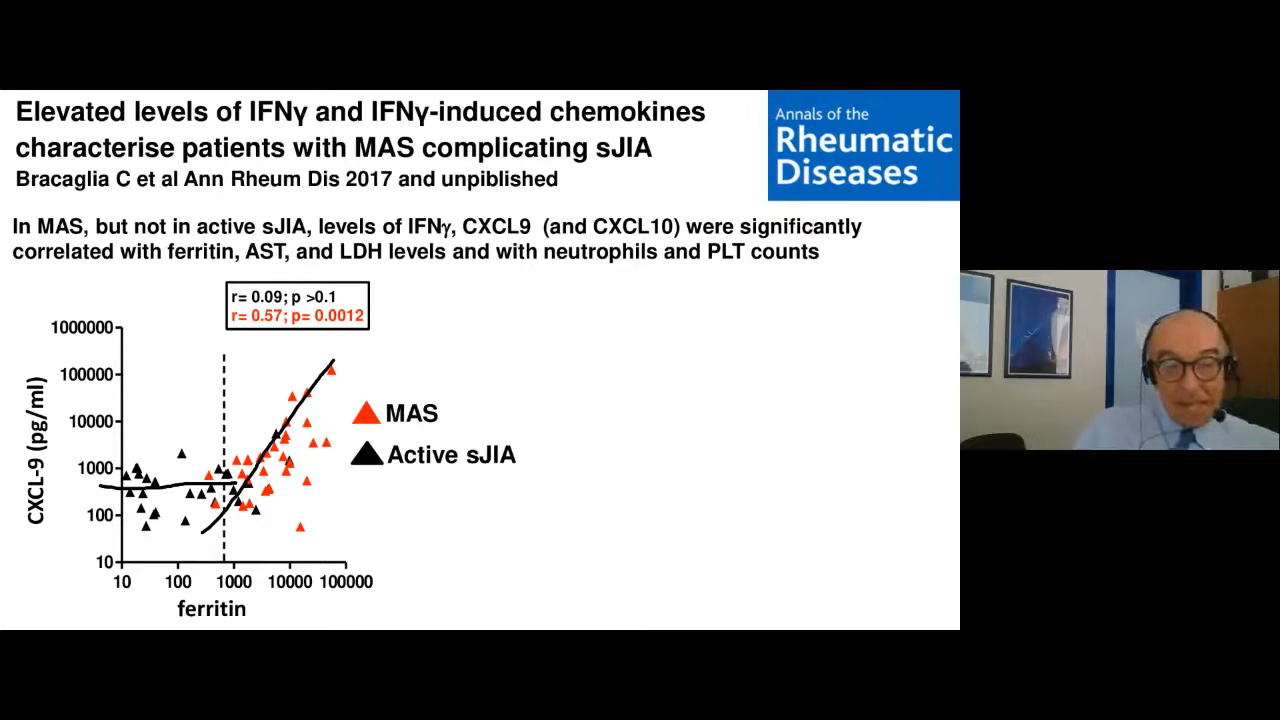 Elevated levels of IFNγ and IFNγ-induced chemokines
characterise patients with MAS complicating sJIA
Bracaglia C et al Ann Rheum Dis 2017 and unpiblished
Annals of the
Rheumatic
Diseases
In MAS, but not in active sJIA, levels of IFNγ, CXCL9 (and CXCL10) were significantly
correlated with ferritin, AST, and LDH levels and with neutrophils and PLT counts
r= 0.09; p >0.1
r= 0.57; p= 0.0012
1000000
100000
10000
1000
100
10
CXCL-9 (pg/ml)
MAS
Active sJIA
10 100 1000 10000 100000
ferritin